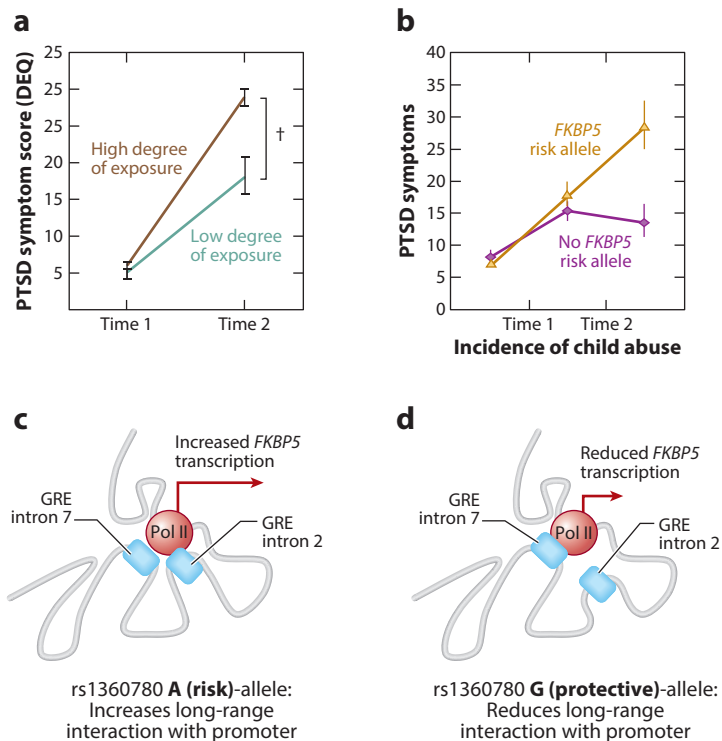 a
PTSD symptom score (DEQ)
25
25
20
15
10
5
High degree
of exposure
Low degree
of exposure
†
Time 1
Time 2
b
PTSD symptoms
40
35
30
25
20
15
10
5
0
FKBP5
risk allele
No FKBP5
risk allele
Time 1
Time 2
Incidence of child abuse
c
Increased FKBP5
transcription
GRE
intron 7
Pol II
GRE
intron 2
rs1360780 A (risk)-allele:
Increases long-range
interaction with promoter
d
Reduced FKBP5
transcription
GRE
intron 7
Pol II
GRE
intron 2
rs1360780 G (protective)-allele:
Reduces long-range
interaction with promoter